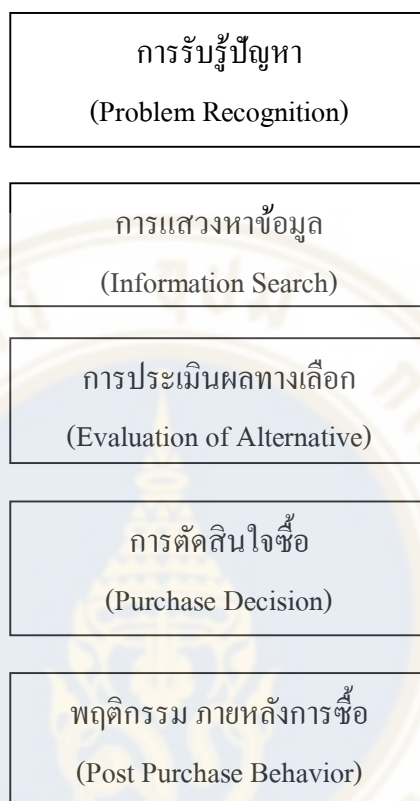 การรับรู้ปัญหา
(Problem Recognition)
การแสวงหาข้อมูล
(Information Search)
การประเมินผลทางเลือก
(Evaluation of Alternative)
การตัดสินใจซื้อ
(Purchase Decision)
พฤติกรรม ภายหลังการซื้อ
(Post Purchase Behavior)